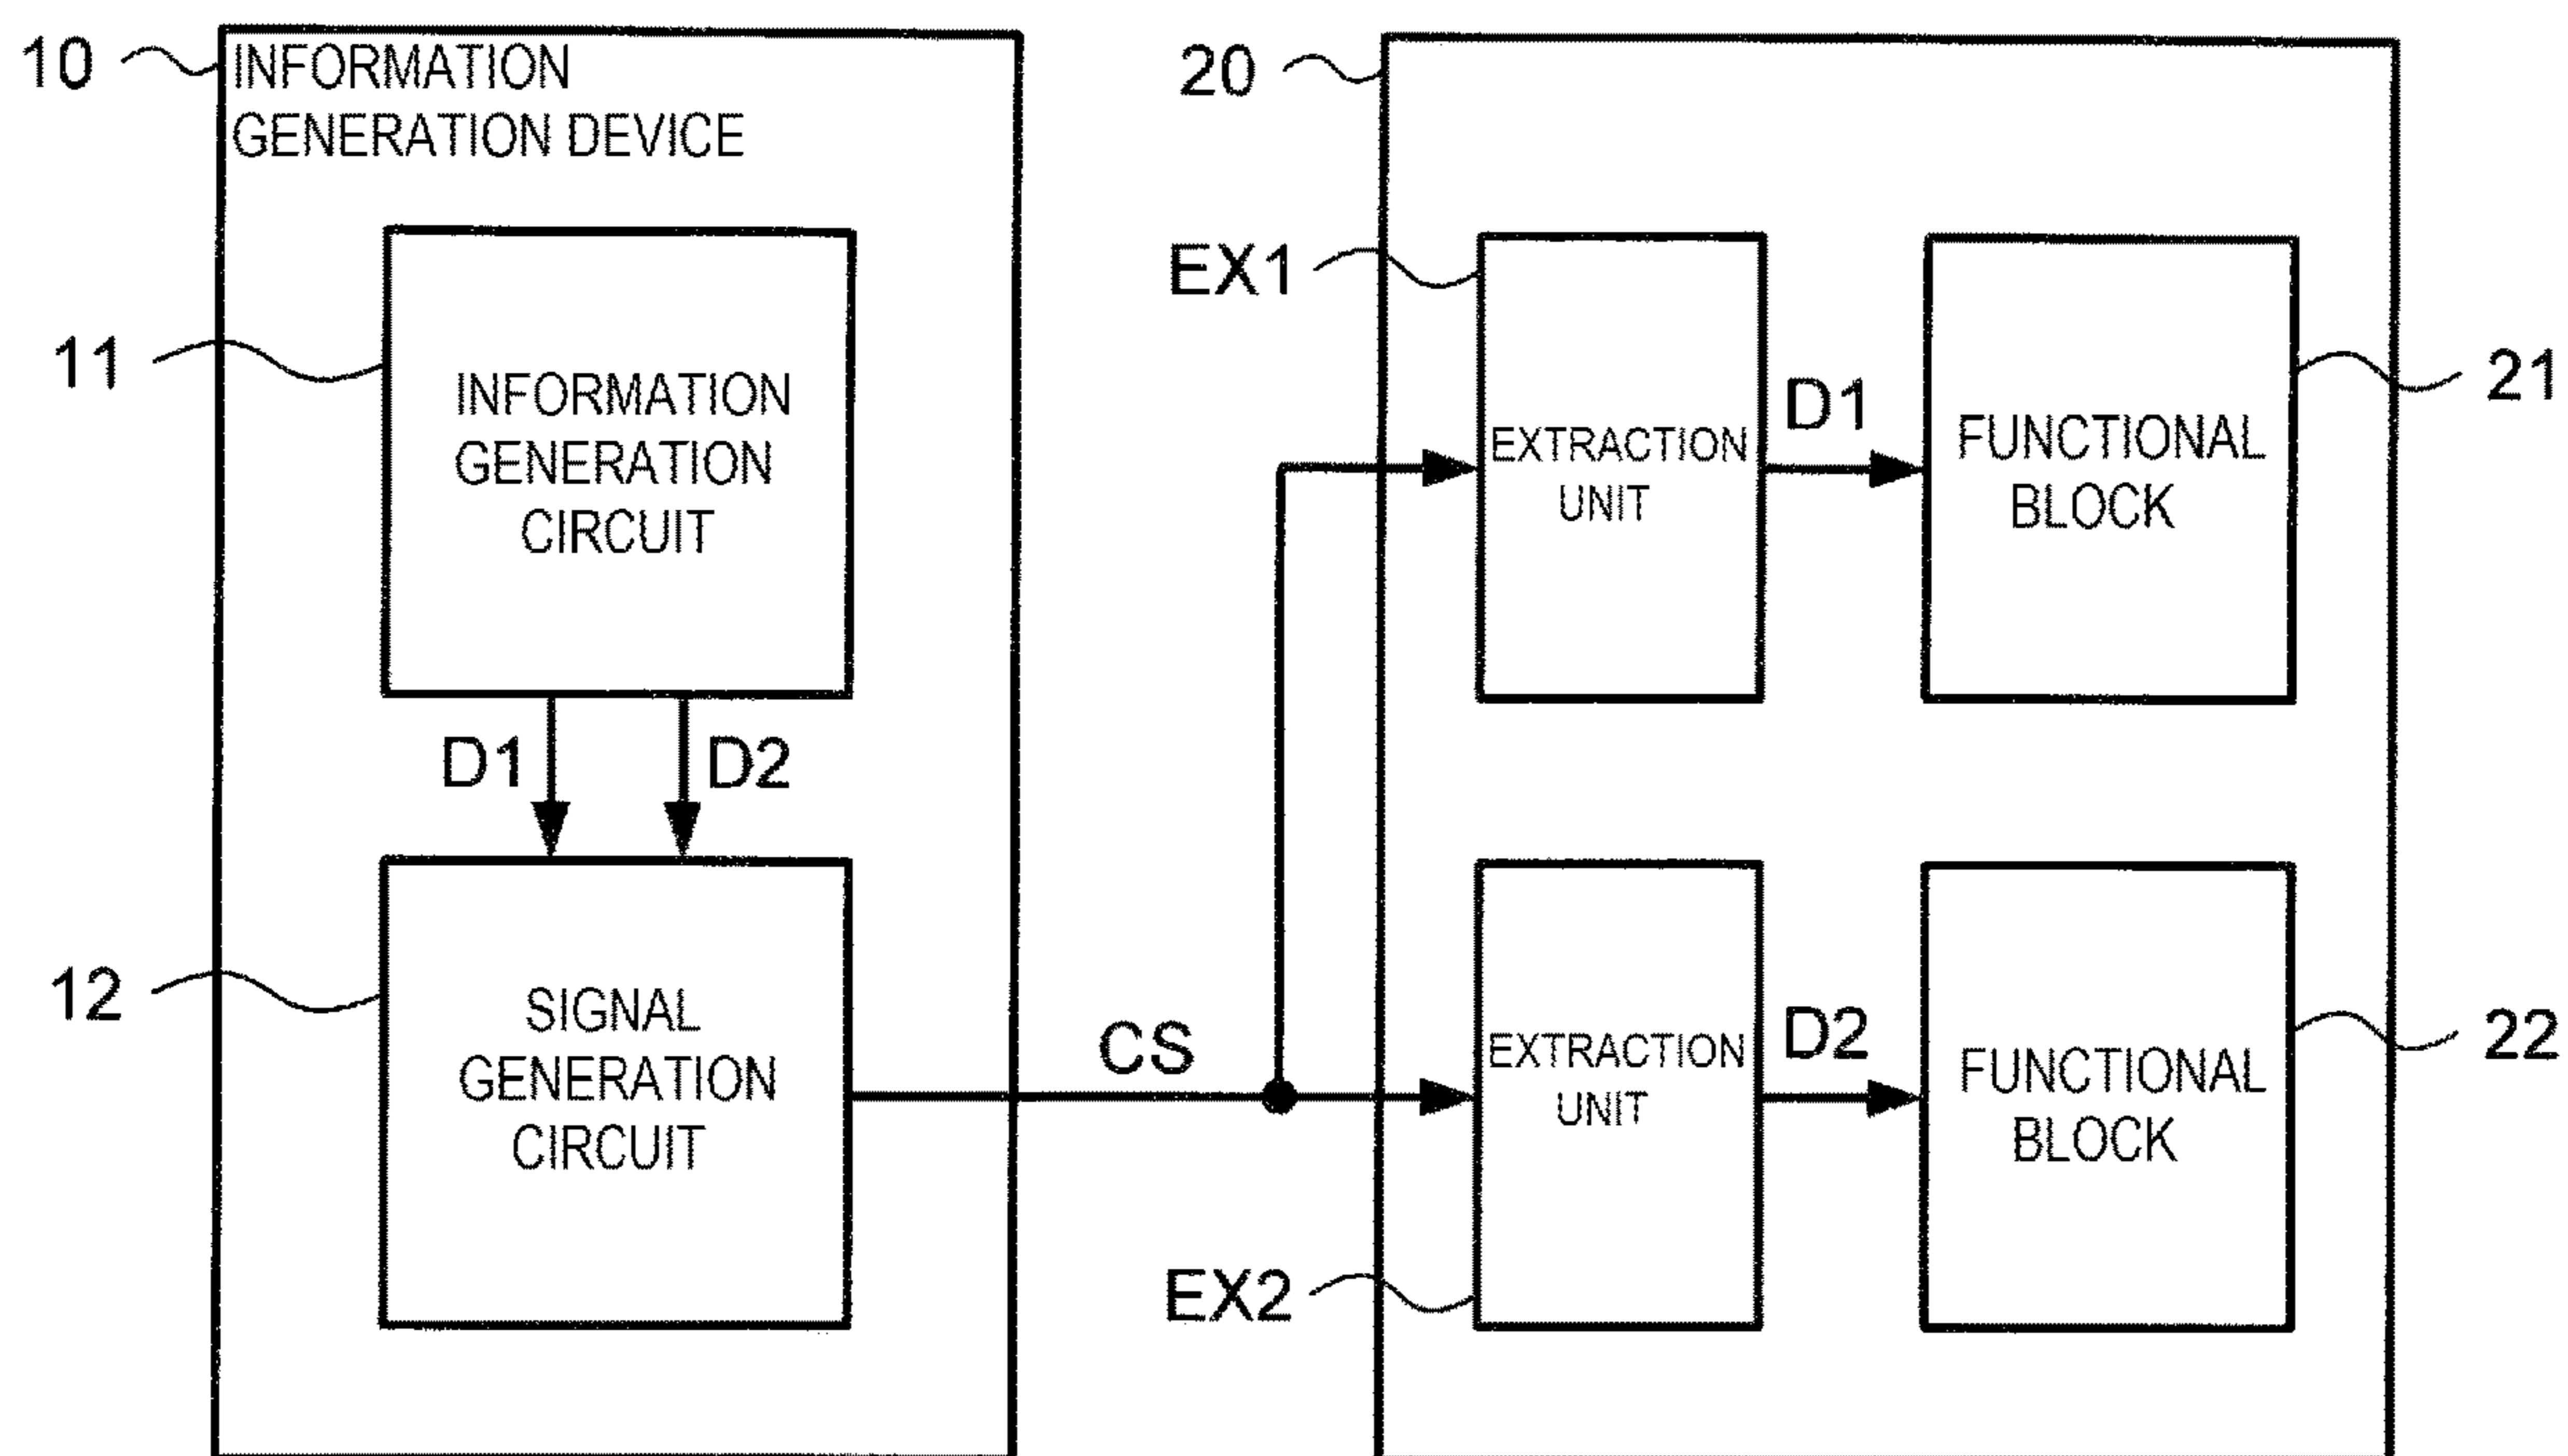 10
INFORMATION
GENERATION DEVICE
11
INFORMATION
GENERATION
CIRCUIT
D1
D2
12
SIGNAL
GENERATION
CIRCUIT
CS
20
EX1
EXTRACTION
UNIT
D1
FUNCTIONAL
BLOCK
21
EX2
EXTRACTION
UNIT
D2
FUNCTIONAL
BLOCK
22